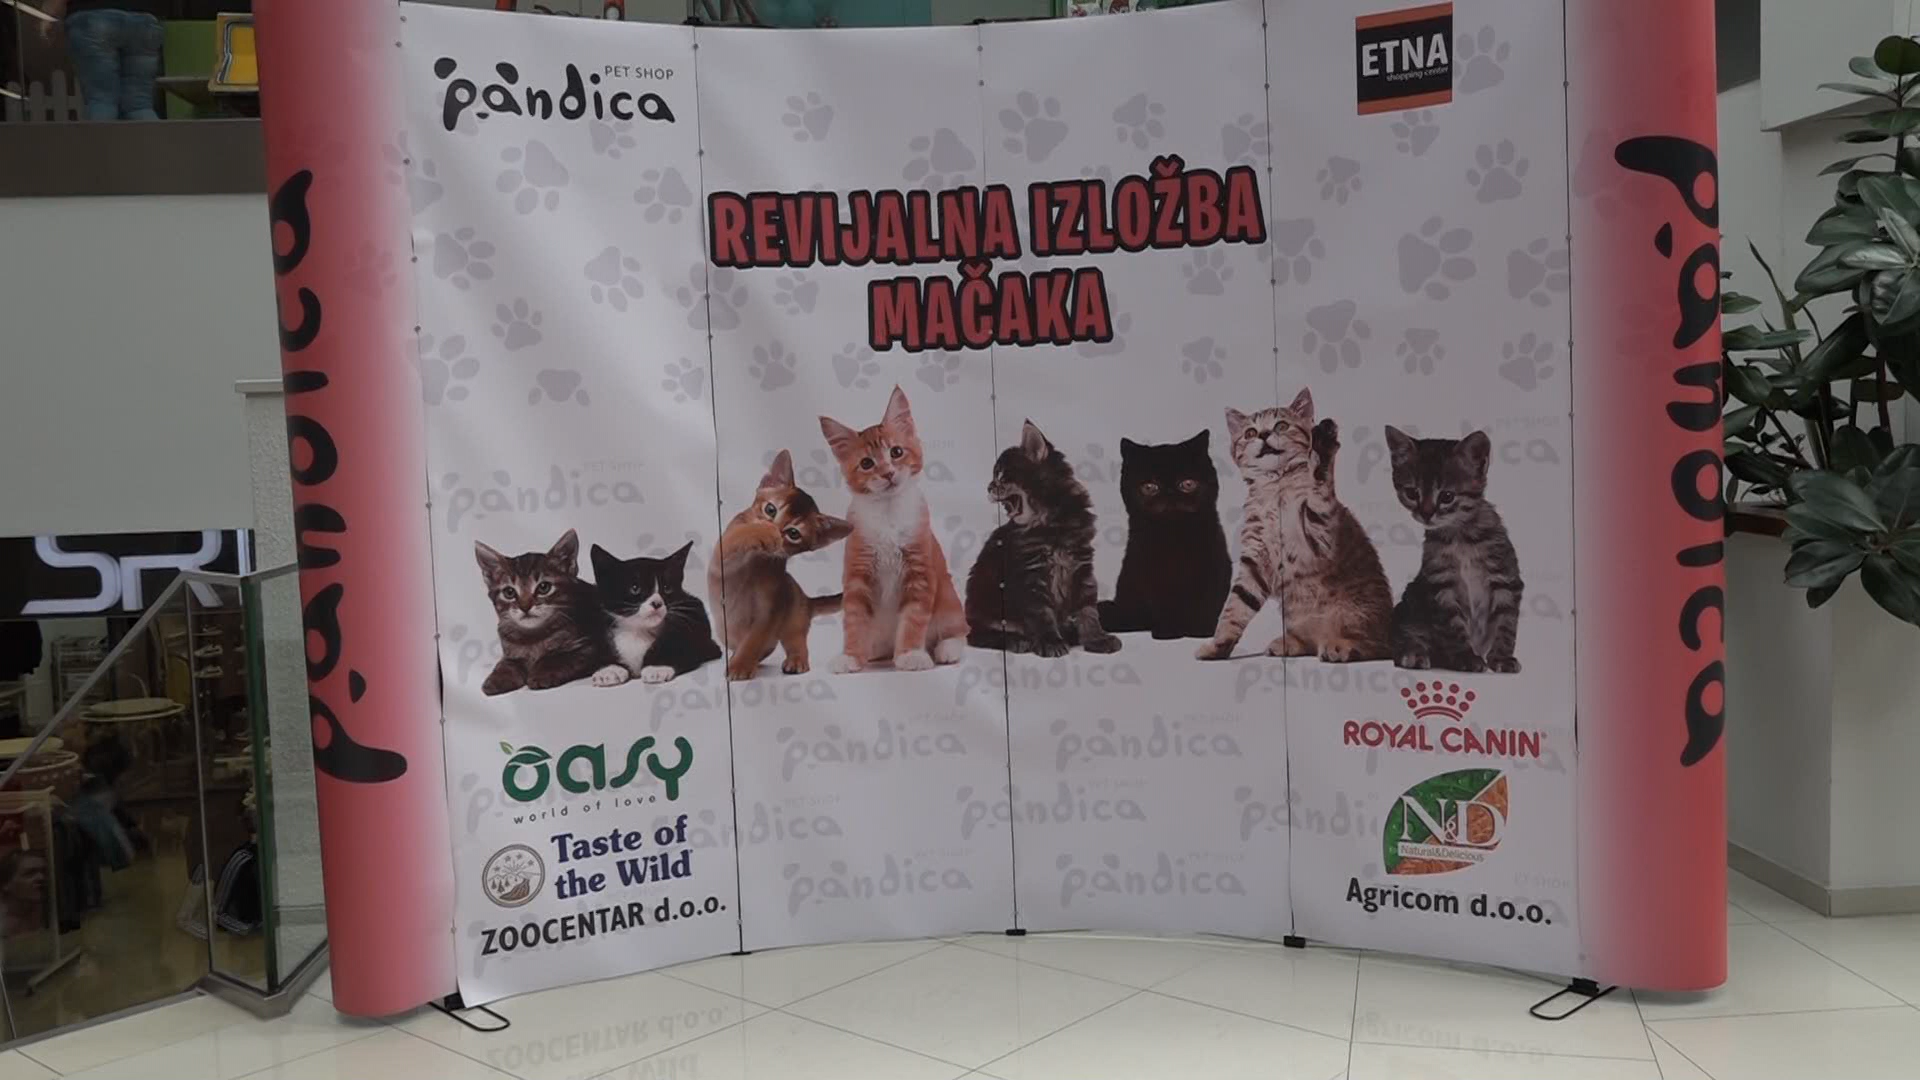 PET SHOP
pandica
ETNA
shopping center
REVIJALNA IZLOŽBA
MAČAKA
pandica
pandica
SRI
oasy
world of love
Taste of
the Wild
ZOOCENTAR d.o.o.
ROYAL CANIN
N&D
Natural&Delicious
Agricom d.o.o.